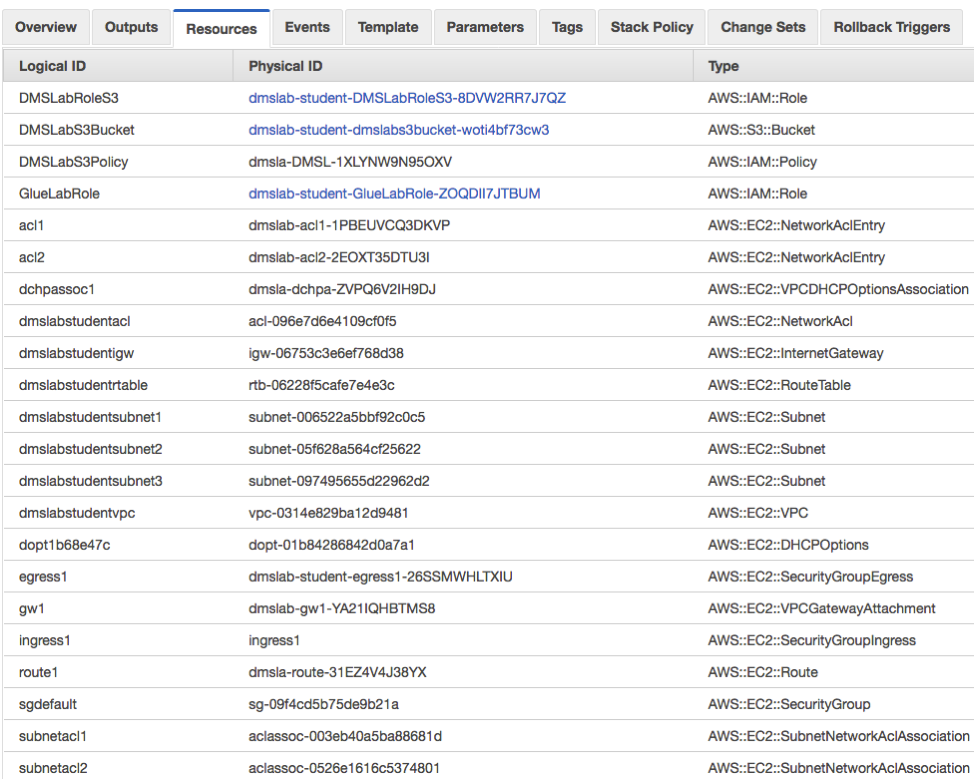 Overview Outputs Resources Events Template Parameters Tags Stack Policy Change Sets Rollback Triggers
Logical ID Physical ID Type
DMSLabRoleS3 dmslab-student-DMSLabRoleS3-8DVW2RR7J7QZ AWS::IAM::Role
DMSLabS3Bucket dmslab-student-dmslabs3bucket-woti4bf73cw3 AWS::S3::Bucket
DMSLabS3Policy dmsla-DMSL-1XLYNW9N95OXV AWS::IAM::Policy
GlueLabRole dmslab-student-GlueLabRole-ZOQDII7JTBUM AWS::IAM::Role
acl1 dmslab-acl1-1PBEUVCQ3DKVP AWS::EC2::NetworkAclEntry
acl2 dmslab-acl2-2EOXT35DTU3I AWS::EC2::NetworkAclEntry
dchpassoc1 dmsla-dchpa-ZVPQ6V2IH9DJ AWS::EC2::VPCDHCPOptionsAssociation
dmslabstudentacl acl-096e7d6e4109cf0f5 AWS::EC2::NetworkAcl
dmslabstudentigw igw-06753c3e6ef768d38 AWS::EC2::InternetGateway
dmslabstudentrtable rtb-06228f5cafe7e4e3c AWS::EC2::RouteTable
dmslabstudentsubnet1 subnet-006522a5bbf92c0c5 AWS::EC2::Subnet
dmslabstudentsubnet2 subnet-05f628a564cf25622 AWS::EC2::Subnet
dmslabstudentsubnet3 subnet-097495655d22962d2 AWS::EC2::Subnet
dmslabstudentvpc vpc-0314e829ba12d9481 AWS::EC2::VPC
dopt1b68e47c dopt-01b84286842d0a7a1 AWS::EC2::DHCPOptions
egress1 dmslab-student-egress1-26SSMWHLTXIU AWS::EC2::SecurityGroupEgress
gw1 dmslab-gw1-YA21IQHBTMS8 AWS::EC2::VPCGatewayAttachment
ingress1 ingress1 AWS::EC2::SecurityGroupIngress
route1 dmsla-route-31EZ4V4J38YX AWS::EC2::Route
sgdefault sg-09f4cd5b75de9b21a AWS::EC2::SecurityGroup
subnetacl1 aclassoc-003eb40a5ba88681d AWS::EC2::SubnetNetworkAclAssociation
subnetacl2 aclassoc-0526e1616c5374801 AWS::EC2::SubnetNetworkAclAssociation